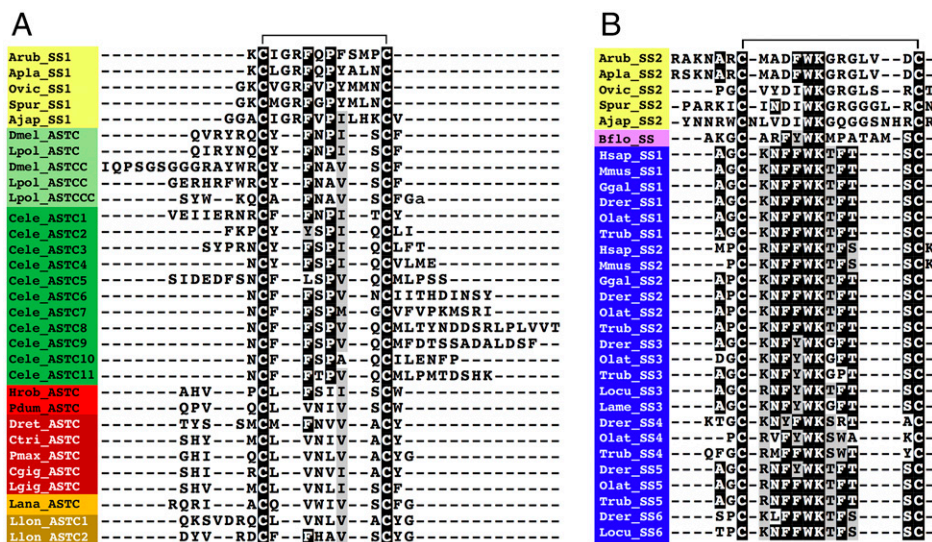 A
Arub_SS1 -------------KCIGRFQPFSMPC---------------
Apla_SS1 -------------KCLGRFQPYALNC---------------
Ovic_SS1 -------------GKCVGRFVPYMMNC--------------
Spur_SS1 -------------GKCMGRFGPYMLNC--------------
Ajap_SS1 ------------GGACIGRFVPILHKCV--------------
Dmel_ASTC --------QVRYRQCY--FNPI--SCF--------------
Lpol_ASTC --------QIRYNQCY--FNPI--SCF--------------
Dmel_ASTCC IQPSGSGGGRAYWRCY--FNAV--SCF--------------
Lpol_ASTCC ------GERHRFWRCY--FNAV--SCF--------------
Lpol_ASTCCC --------SYW-KQCA--FNAV--SCFGa------------
Cele_ASTC1 ------VEIIERNRCF--FNPI--TCY--------------
Cele_ASTC2 -----------FKPCY--YSPI--QCLI-------------
Cele_ASTC3 ---------SYPRNCY--FSPI--QCLFT------------
Cele_ASTC4 -------------NCY--FSPI--QCVLME-----------
Cele_ASTC5 ------SIDEDFSNCF--LSPV--QCMLPSS----------
Cele_ASTC6 -------------NCF--FSPV--NCIITHDINSY------
Cele_ASTC7 -------------NCF--FSPM--GCVFVPKMSRI------
Cele_ASTC8 -------------NCF--FSPV--QCMLTYNDDSRLPLVVT
Cele_ASTC9 -------------NCY--FSPV--QCMFDTSSADALDSF--
Cele_ASTC10 -------------NCF--FSPA--QCILENFP---------
Cele_ASTC11 -------------NCF--FTPV--QCMLPMTDSHK------
Hrob_ASTC -------AHV---PCL--FSII--SCW--------------
Pdum_ASTC -------QPV---QCL--VNIV--SCW--------------
Dret_ASTC -------TYS--SMCM--FNVV--ACY--------------
Ctri_ASTC -------SHY---MCL--VNIV--ACY--------------
Pmax_ASTC -------GHI---QCL--VNLV--ACYG-------------
Cgig_ASTC -------SHI---RCL--VNVI--ACY--------------
Lgig_ASTC -------SHY---MCL--VNLI--SCF--------------
Lana_ASTC -------RQRI--ACQ--VWIV--SCFG-------------
Llon_ASTC1 -------QKSVDRQCL--VNLV--ACYG-------------
Llon_ASTC2 -------DYV--RDCF--FHAV--SCFG-------------
B
Arub_SS2 RAKNARC-MADFWKGRGLV--DC-
Apla_SS2 RSKNARC-MADFWKGRGLV--DC-
Ovic_SS2 ----PGC-VYDIWKGRGLS--RCT
Spur_SS2 -PARKIC-INDIWKGRGGGL-RCN
Ajap_SS2 -YNNRWCNLVDIWKGQGGSNHRCR
Bflo_SS ---AKGC-ARFYWKMPATAM-SC-
Hsap_SS1 ----AGC-KNFFWKTFT----SC-
Mmus_SS1 ----AGC-KNFFWKTFT----SC-
Ggal_SS1 ----AGC-KNFFWKTFT----SC-
Drer_SS1 ----AGC-KNFFWKTFT----SC-
Olat_SS1 ----AGC-KNFFWKTFT----SC-
Trub_SS1 ----AGC-KNFFWKTFT----SC-
Hsap_SS2 ----MPC-KNFFWKTFS----SCK
Mmus_SS2 -----PC-KNFFWKTFS----SCK
Ggal_SS2 ----APC-KNFFWKTFT----SC-
Drer_SS2 ----APC-KNFFWKTFT----SC-
Olat_SS2 ----APC-KNFFWKTFT----SC-
Trub_SS2 ----APC-KNFFWKTFT----SC-
Drer_SS3 ----AGC-KNFYWKGFT----SC-
Olat_SS3 ----DGC-KNFYWKGFT----SC-
Trub_SS3 ----AGC-KNFYWKGPT----SC-
Locu_SS3 ----AGC-KNFYWKGFT----SC-
Lame_SS3 ----AGC-KNFYWKGFT----SC-
Drer_SS4 ---KTGC-KNYFWKSRT----AC-
Olat_SS4 -----PC-RVFYWKSWA----KC-
Trub_SS4 ---QFGC-RMFFWKSWT----YC-
Drer_SS5 ----AGC-RNFYWKTFT----SC-
Olat_SS5 ----AGC-RNFFWKTFT----SC-
Trub_SS5 ----AGC-RNFFWKTFT----SC-
Drer_SS6 ----SPC-KLFFWKTFS----SC-
Locu_SS6 ----TPC-KNFFWKTFS----SC-